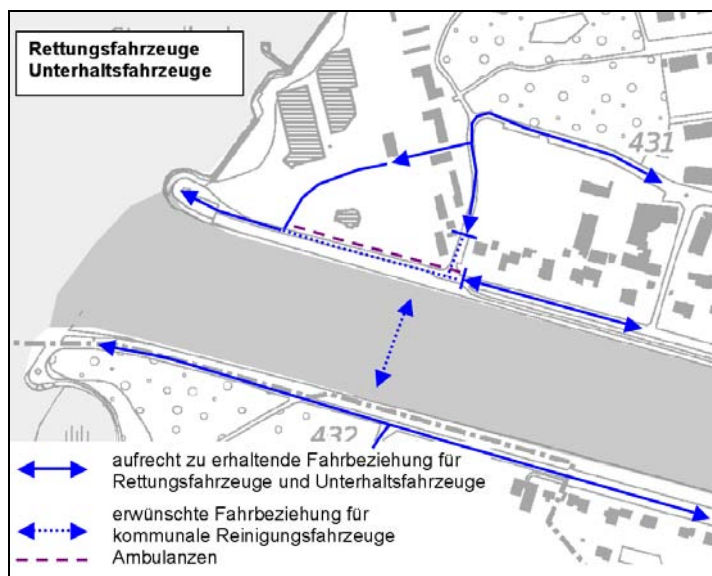 Rettungsfahrzeuge
Unterhaltsfahrzeuge
431
432
aufrecht zu erhaltende Fahrbeziehung für
Rettungsfahrzeuge und Unterhaltsfahrzeuge
erwünschte Fahrbeziehung für
kommunale Reinigungsfahrzeuge
Ambulanzen